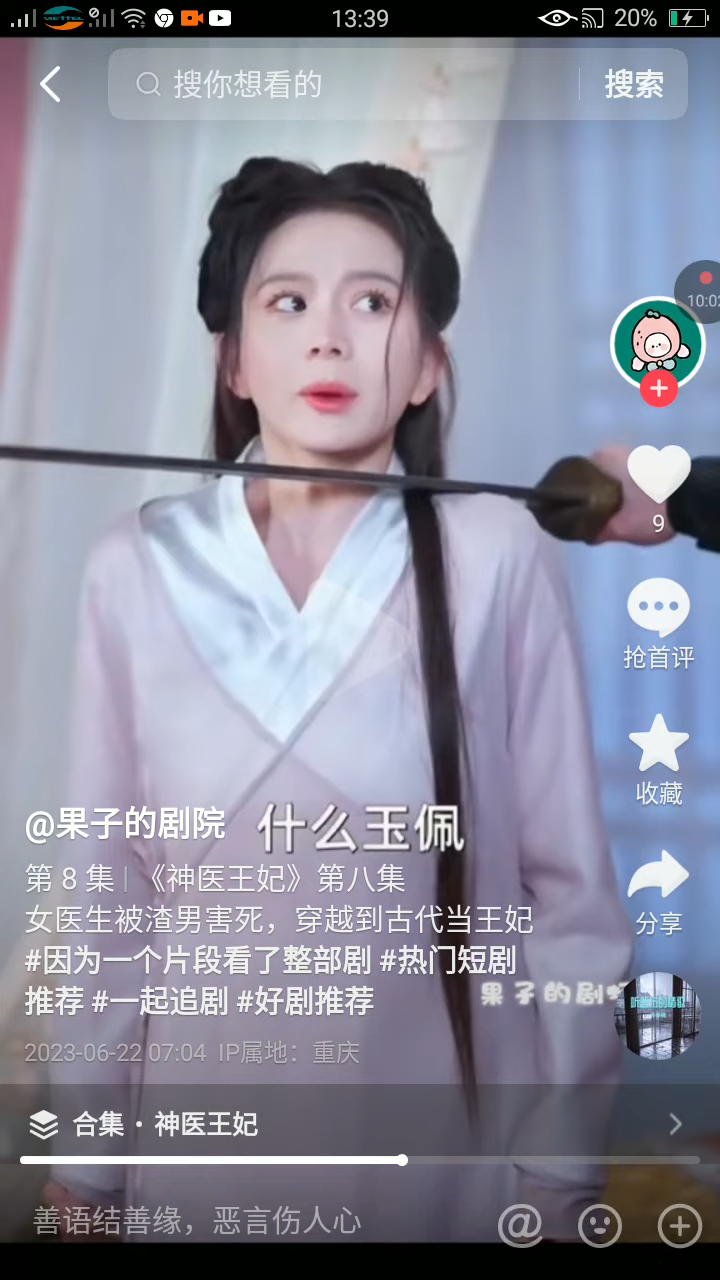 viettel
13:39
20%
搜你想看的
搜索
10:02
9
抢首评
收藏
分享
@果子的剧院
什么玉佩
第 8 集 | 《神医王妃》第八集
女医生被渣男害死，穿越到古代当王妃
#因为一个片段看了整部剧 #热门短剧
推荐 #一起追剧 #好剧推荐
果子的剧
2023-06-22 07:04 IP属地：重庆
合集 · 神医王妃
善语结善缘，恶言伤人心